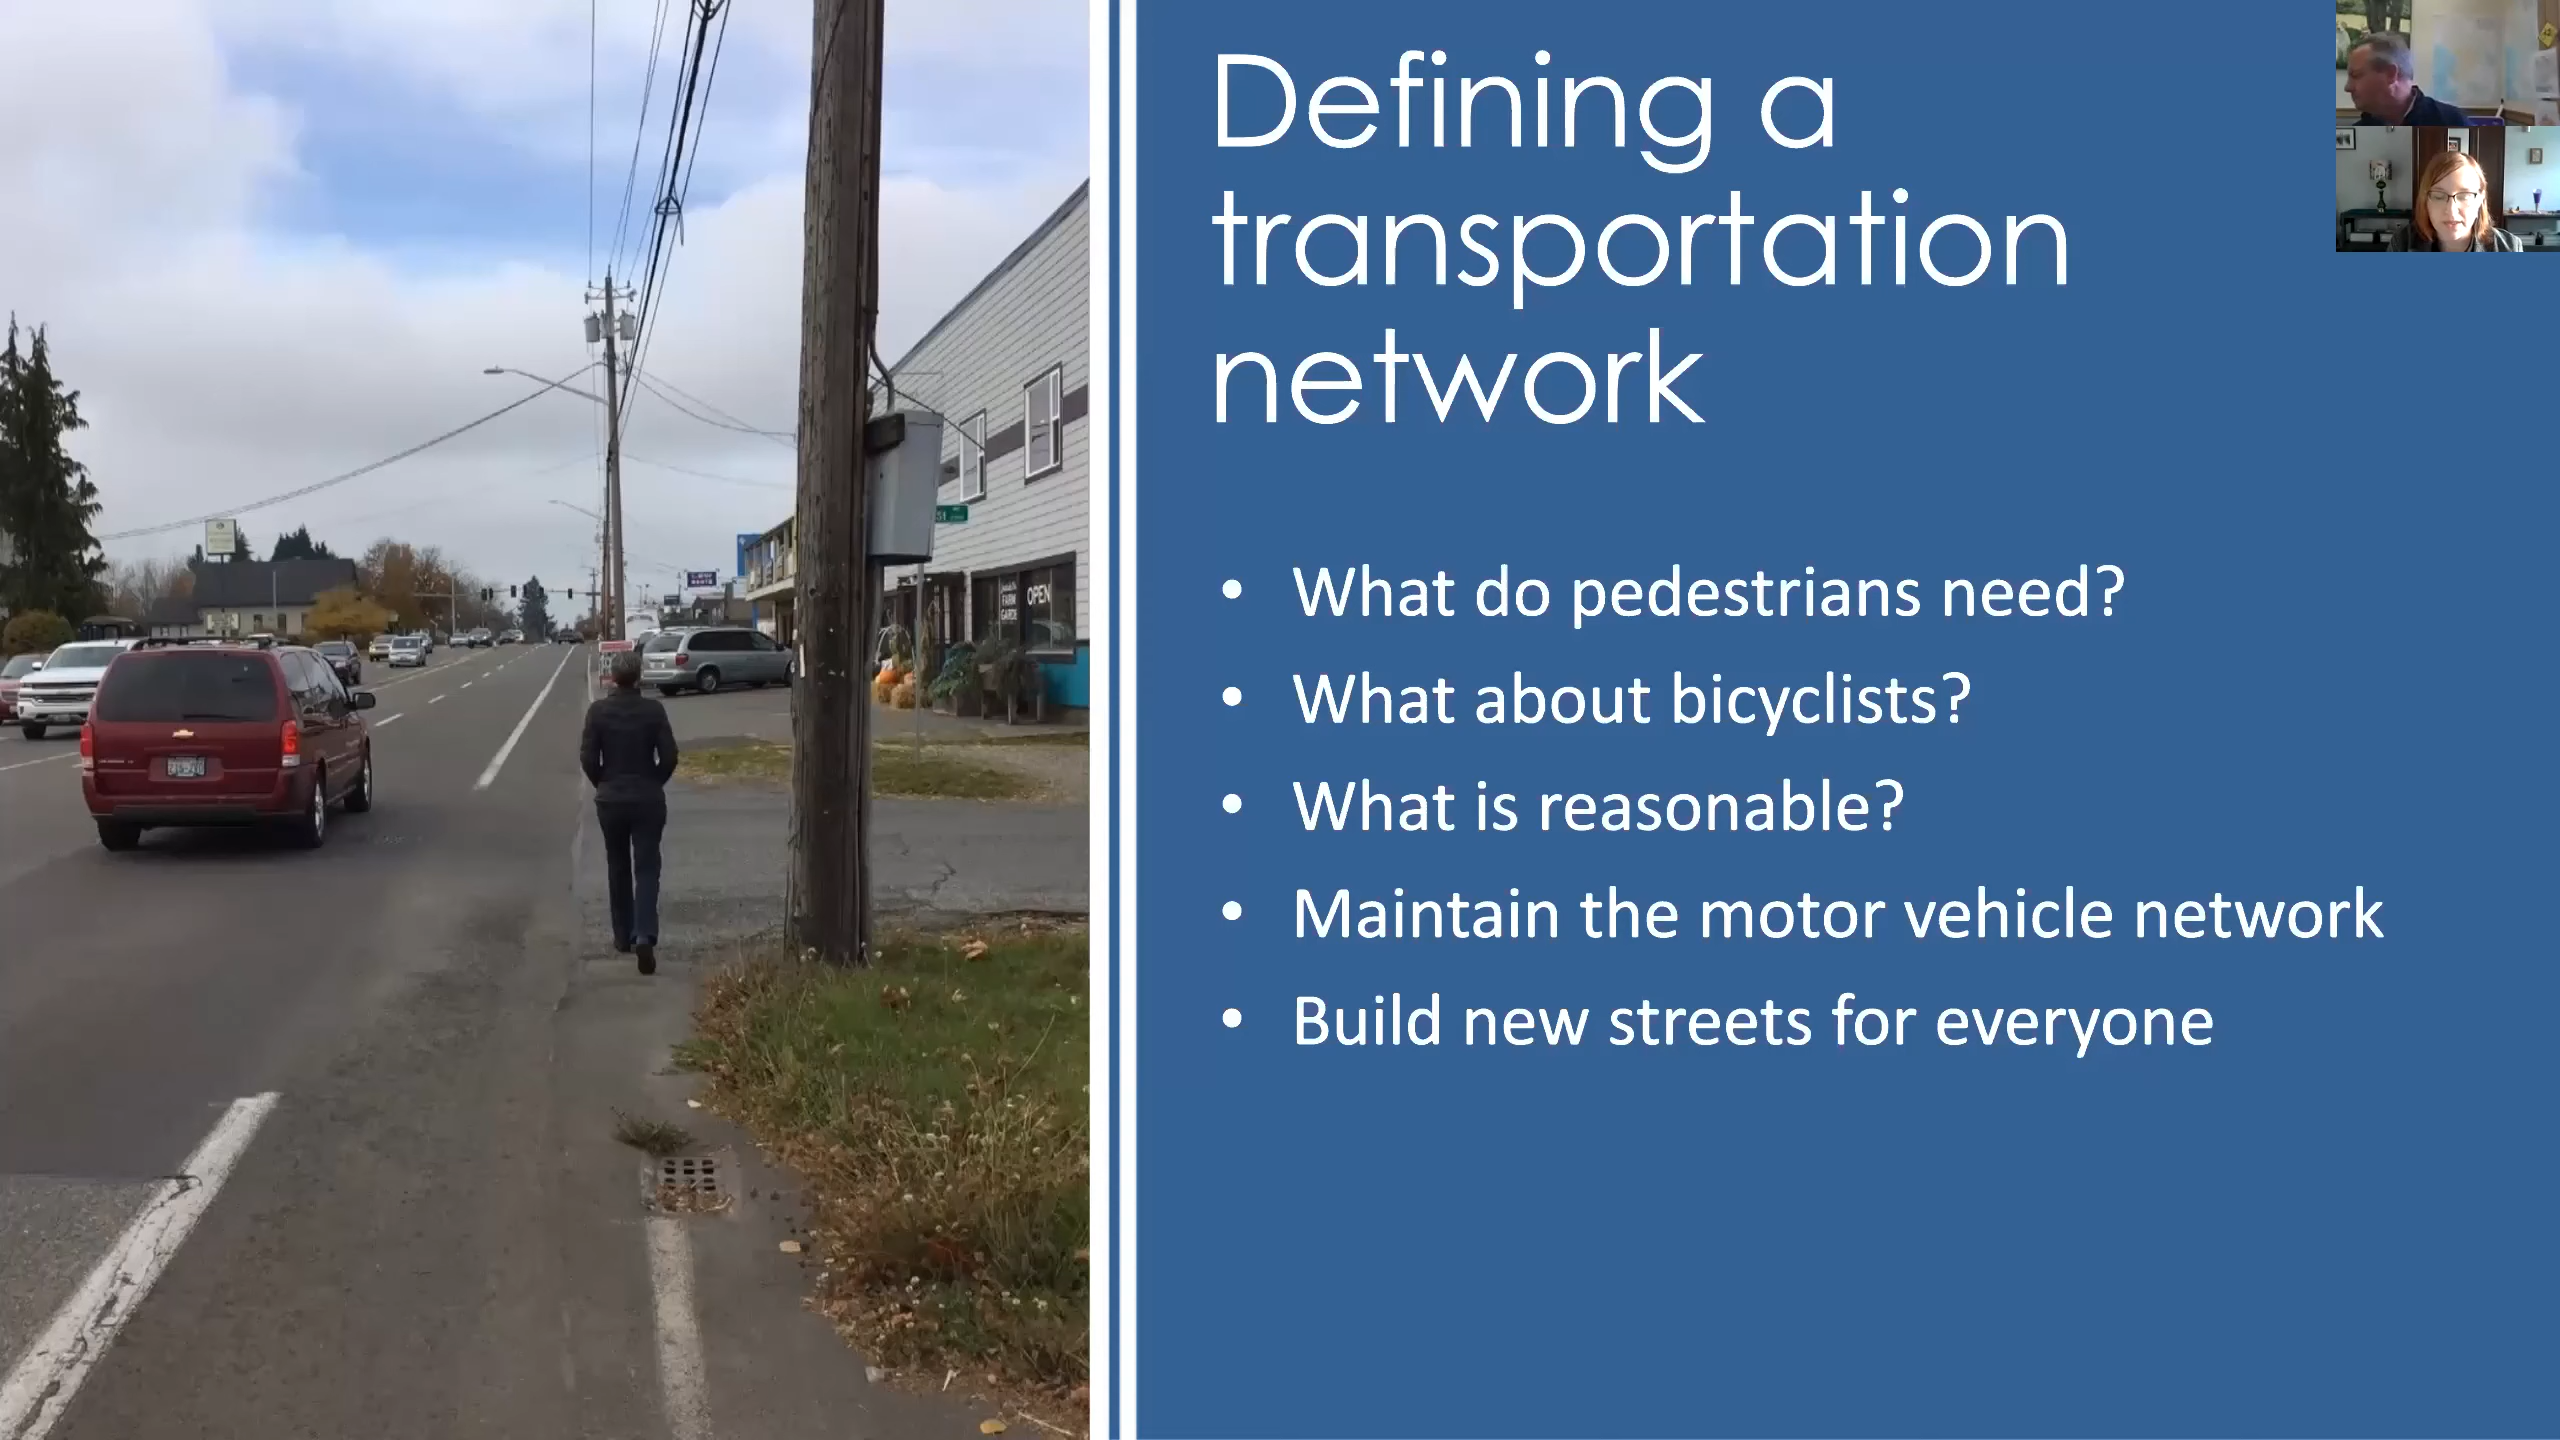 Defining a
transportation
network
• What do pedestrians need?
• What about bicyclists?
• What is reasonable?
• Maintain the motor vehicle network
• Build new streets for everyone
OPEN
FARM